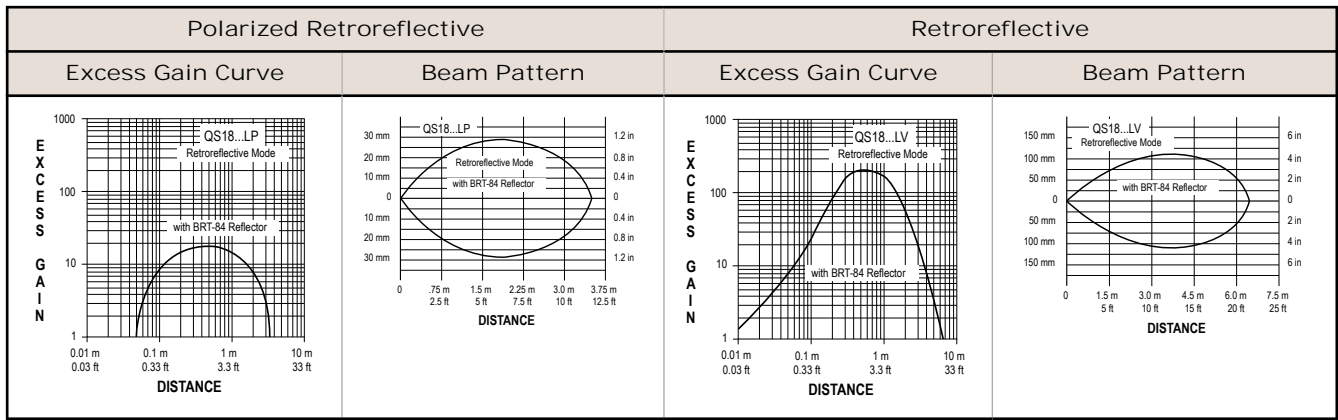 Polarized Retroreflective
Retroreflective
Excess Gain Curve
Beam Pattern
Excess Gain Curve
Beam Pattern
EXCESS GAIN
1000
100
10
1
QS18...LP
Retroreflective Mode
with BRT-84 Reflector
0.01 m
0.03 ft
0.1 m
0.33 ft
1 m
3.3 ft
10 m
33 ft
DISTANCE
QS18...LP
Retroreflective Mode
with BRT-84 Reflector
30 mm
20 mm
10 mm
0
10 mm
20 mm
30 mm
1.2 in
0.8 in
0.4 in
0
0.4 in
0.8 in
1.2 in
0
.75 m
2.5 ft
1.5 m
5 ft
2.25 m
7.5 ft
3.0 m
10 ft
3.75 m
12.5 ft
DISTANCE
EXCESS GAIN
1000
100
10
1
QS18...LV
Retroreflective Mode
with BRT-84 Reflector
0.01 m
0.03 ft
0.1 m
0.33 ft
1 m
3.3 ft
10 m
33 ft
DISTANCE
QS18...LV
Retroreflective Mode
with BRT-84 Reflector
150 mm
100 mm
50 mm
0
50 mm
100 mm
150 mm
6 in
4 in
2 in
0
2 in
4 in
6 in
0
1.5 m
5 ft
3.0 m
10 ft
4.5 m
15 ft
6.0 m
20 ft
7.5 m
25 ft
DISTANCE